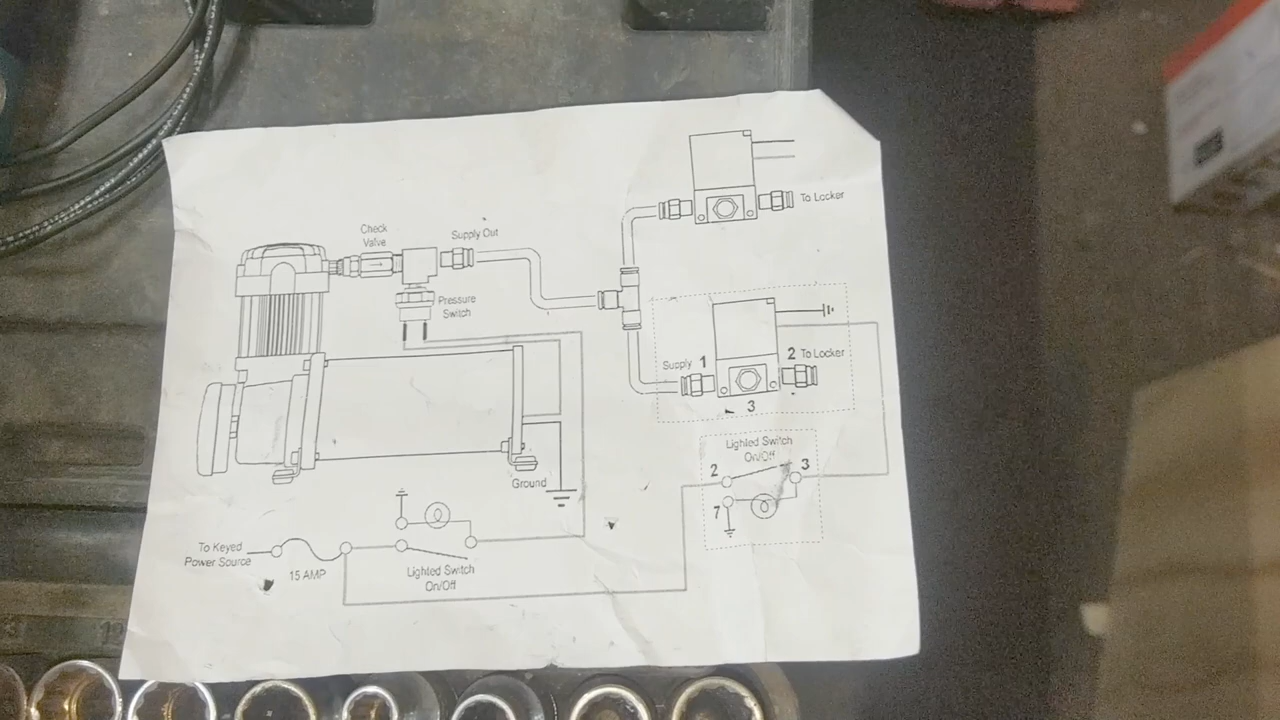 To Locker
Check
Valve
Supply Out
Pressure
Switch
Supply 1
2 To Locker
3
Lighted Switch
On/Off
2
3
7
Ground
To Keyed
Power Source
15 AMP
Lighted Switch
On/Off